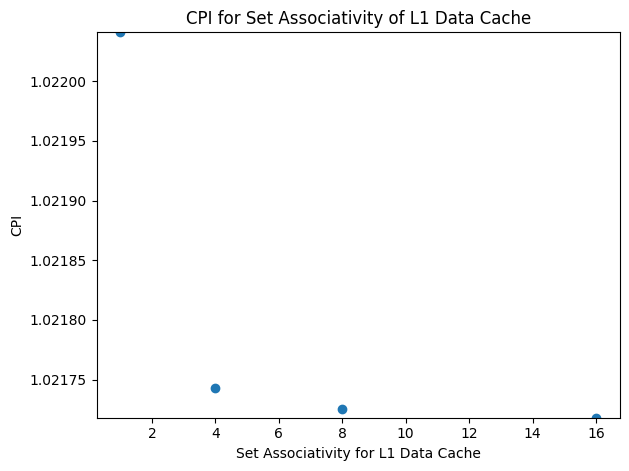 CPI for Set Associativity of L1 Data Cache
1.02200
1.02195
1.02190
1.02185
1.02180
1.02175
CPI
2 4 6 8 10 12 14 16
Set Associativity for L1 Data Cache